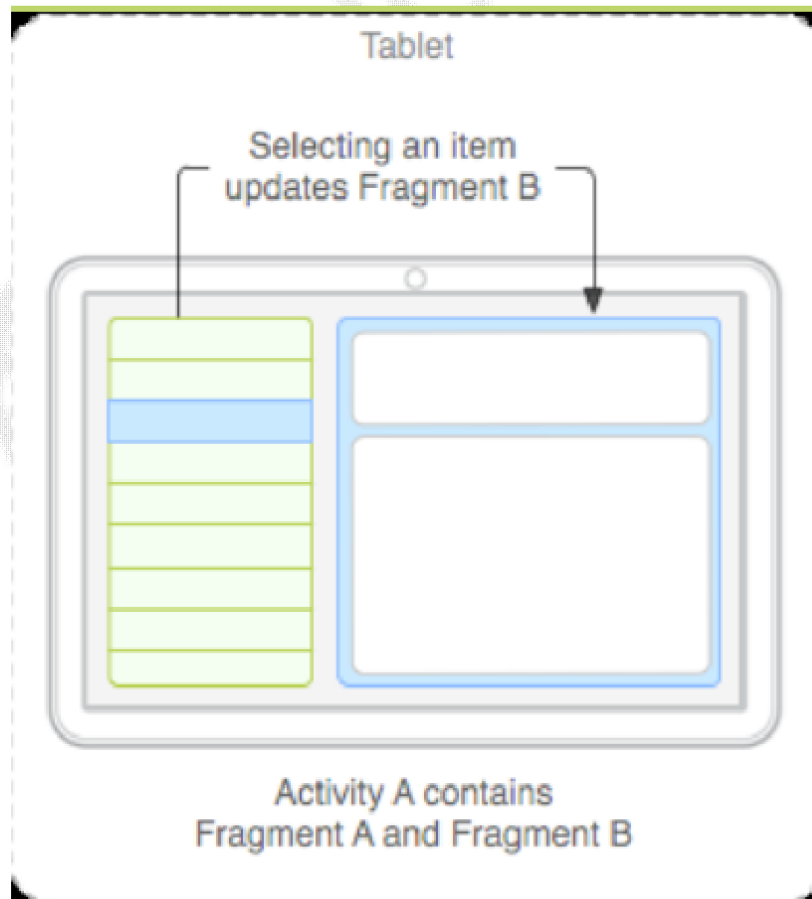 Tablet
Selecting an item
updates Fragment B
Activity A contains
Fragment A and Fragment B